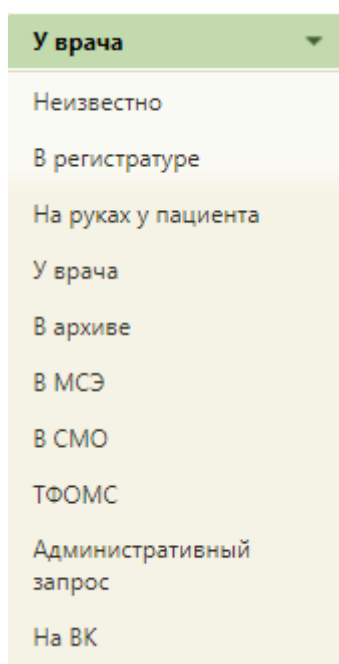 У врача
Неизвестно
В регистратуре
На руках у пациента
У врача
В архиве
В МСЭ
В СМО
ТФОМС
Административный
запрос
На ВК